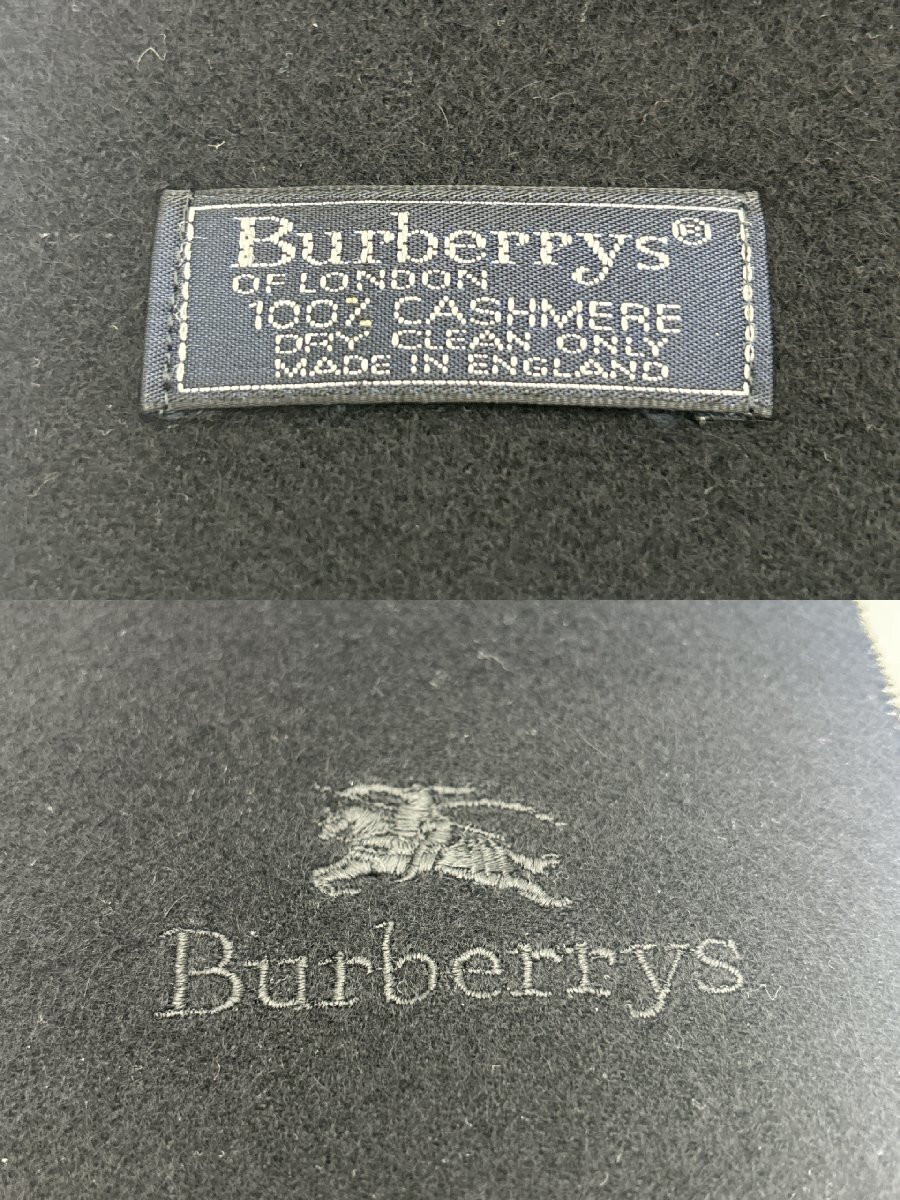 Burberrys®
OF LONDON
100% CASHMERE
DRY CLEAN ONLY
MADE IN ENGLAND
Burberrys